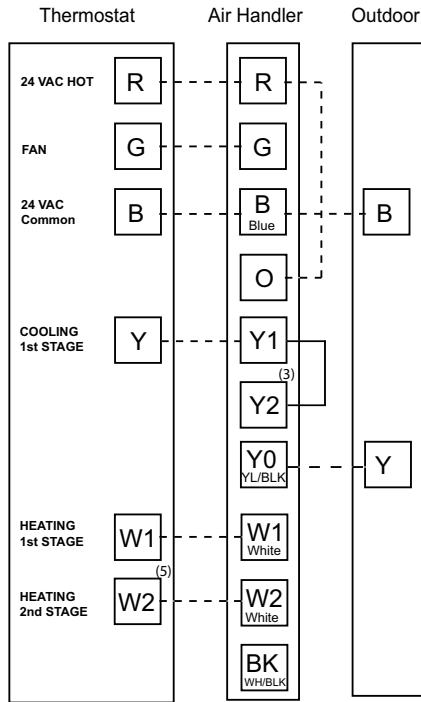 Thermostat Air Handler Outdoor
24 VAC HOT R R
FAN G G
24 VAC
Common B B B
Blue
O
COOLING
1st STAGE Y Y1
(3)
Y2
Y0 Y
YL/BLK
HEATING
1st STAGE W1 W1
White
(5)
HEATING
2nd STAGE W2 W2
White
BK
WH/BLK